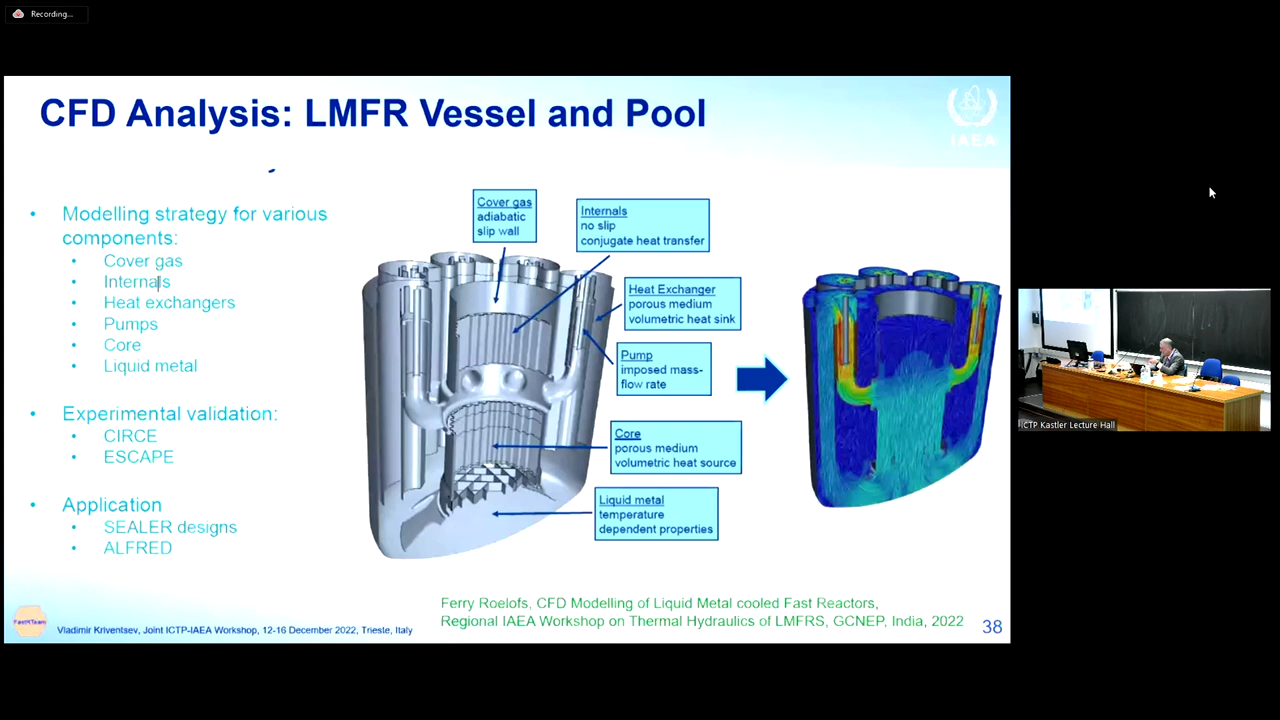 Recording...
CFD Analysis: LMFR Vessel and Pool
IAEA
• Modelling strategy for various
components:
• Cover gas
• Internals
• Heat exchangers
• Pumps
• Core
• Liquid metal
• Experimental validation:
• CIRCE
• ESCAPE
• Application
• SEALER designs
• ALFRED
Cover gas
adiabatic
slip wall
Internals
no slip
conjugate heat transfer
Heat Exchanger
porous medium
volumetric heat sink
Pump
imposed mass-
flow rate
Core
porous medium
volumetric heat source
Liquid metal
temperature
dependent properties
Ferry Roelofs, CFD Modelling of Liquid Metal cooled Fast Reactors,
Regional IAEA Workshop on Thermal Hydraulics of LMFRS, GCNEP, India, 2022
FastMTeam
Vladimir Kriventsev, Joint ICTP-IAEA Workshop, 12-16 December 2022, Trieste, Italy
38
ICTP Kastler Lecture Hall